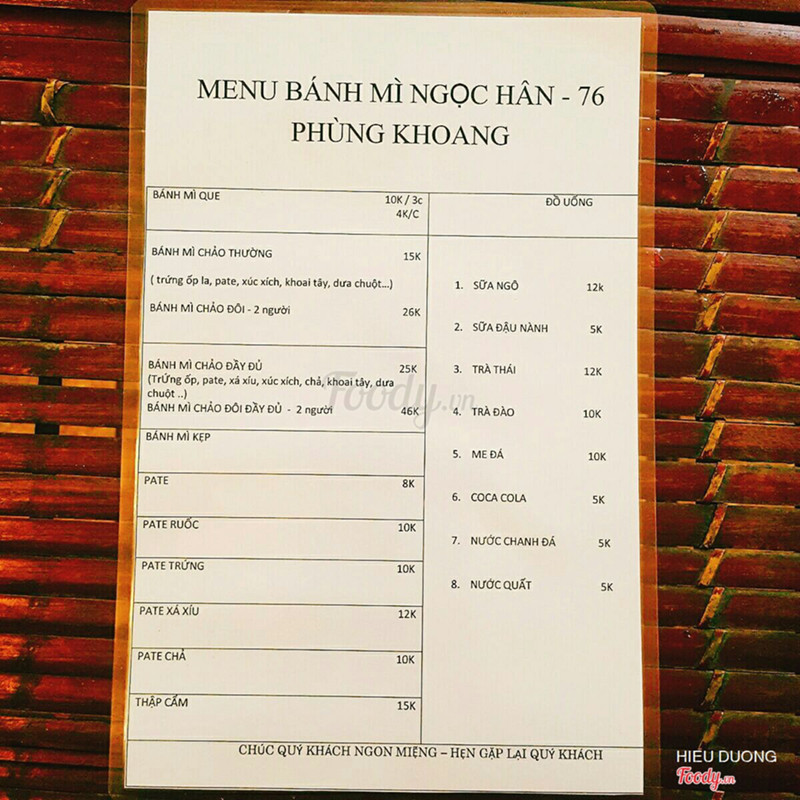 MENU BÁNH MÌ NGỌC HÂN - 76
PHÙNG KHOANG
BÁNH MÌ QUE 10K / 3c
4K/C
BÁNH MÌ CHẢO THƯỜNG 15K
( trứng ốp la, pate, xúc xích, khoai tây, dưa chuột...)
BÁNH MÌ CHẢO ĐÔI - 2 người 26K
BÁNH MÌ CHẢO ĐẦY ĐỦ 25K
(TrỨng ốp, pate, xá xíu, xúc xích, chả, khoai tây, dưa
chuột ..)
BÁNH MÌ CHẢO ĐÔI ĐẦY ĐỦ - 2 người 46K
BÁNH MÌ KẸP
PATE 8K
PATE RUỐC 10K
PATE TRỨNG 10K
PATE XÁ XÍU 12K
PATE CHẢ 10K
THẬP CẨM 15K
ĐỒ UỐNG
1. SỮA NGÔ 12k
2. SỮA ĐẬU NÀNH 5K
3. TRÀ THÁI 12K
4. TRÀ ĐÀO 10K
5. ME ĐÁ 10K
6. COCA COLA 5K
7. NƯỚC CHANH ĐÁ 5K
8. NƯỚC QUẤT 5K
CHÚC QUÝ KHÁCH NGON MIỆNG – HẸN GẶP LẠI QUÝ KHÁCH
Foody.vn
HIEU DUONG
Foody.vn